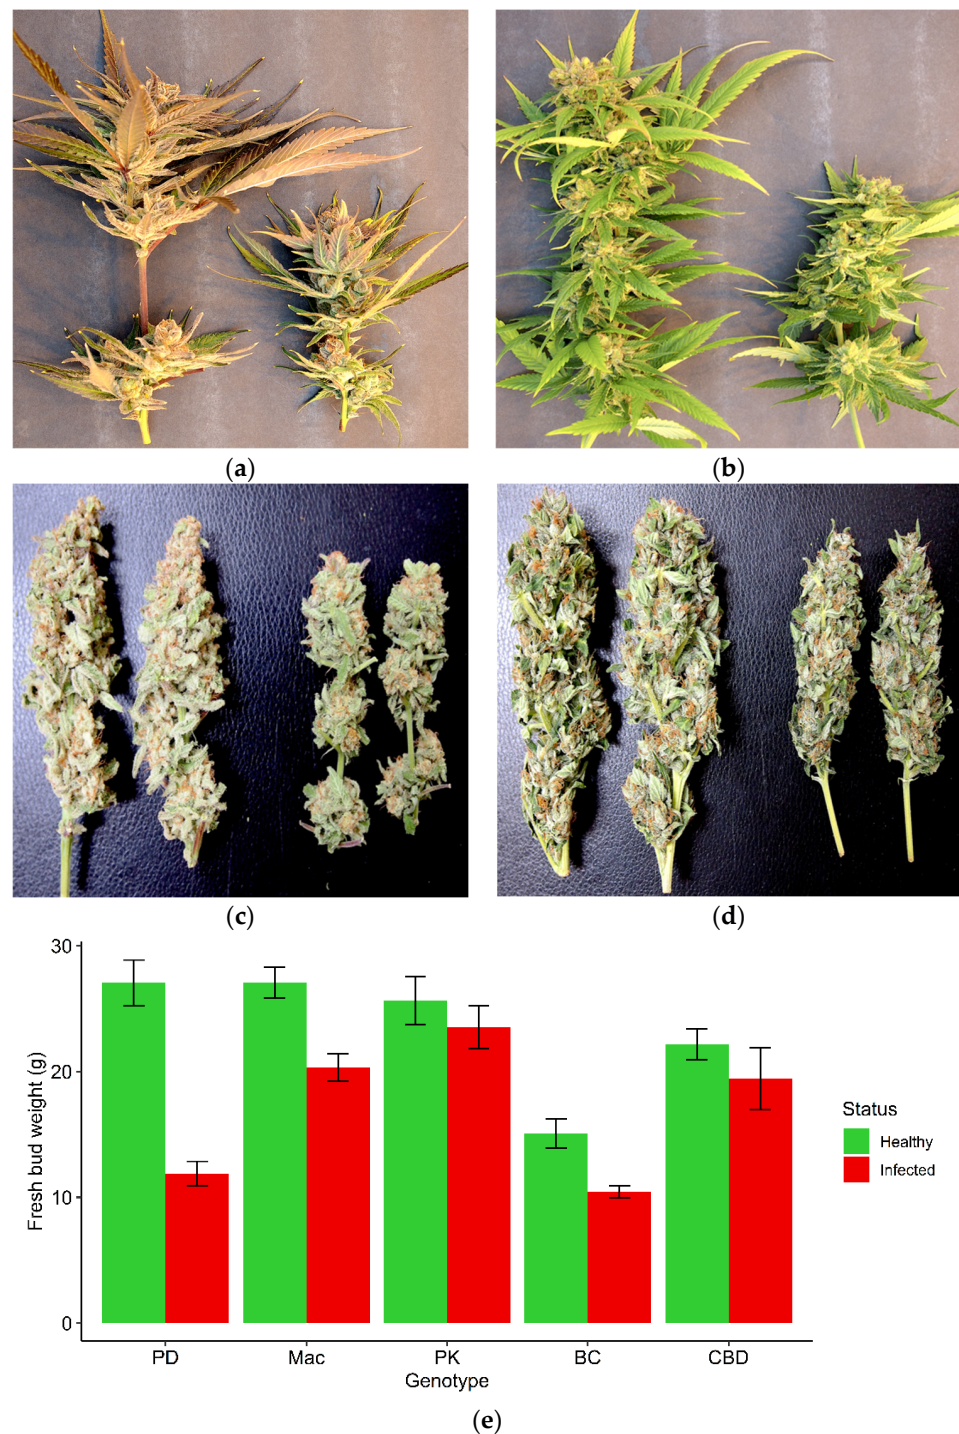 (a) (b)
(c) (d)
30
20
10
0
Fresh bud weight (g)
PD Mac PK BC CBD
Genotype
Status
Healthy
Infected
(e)